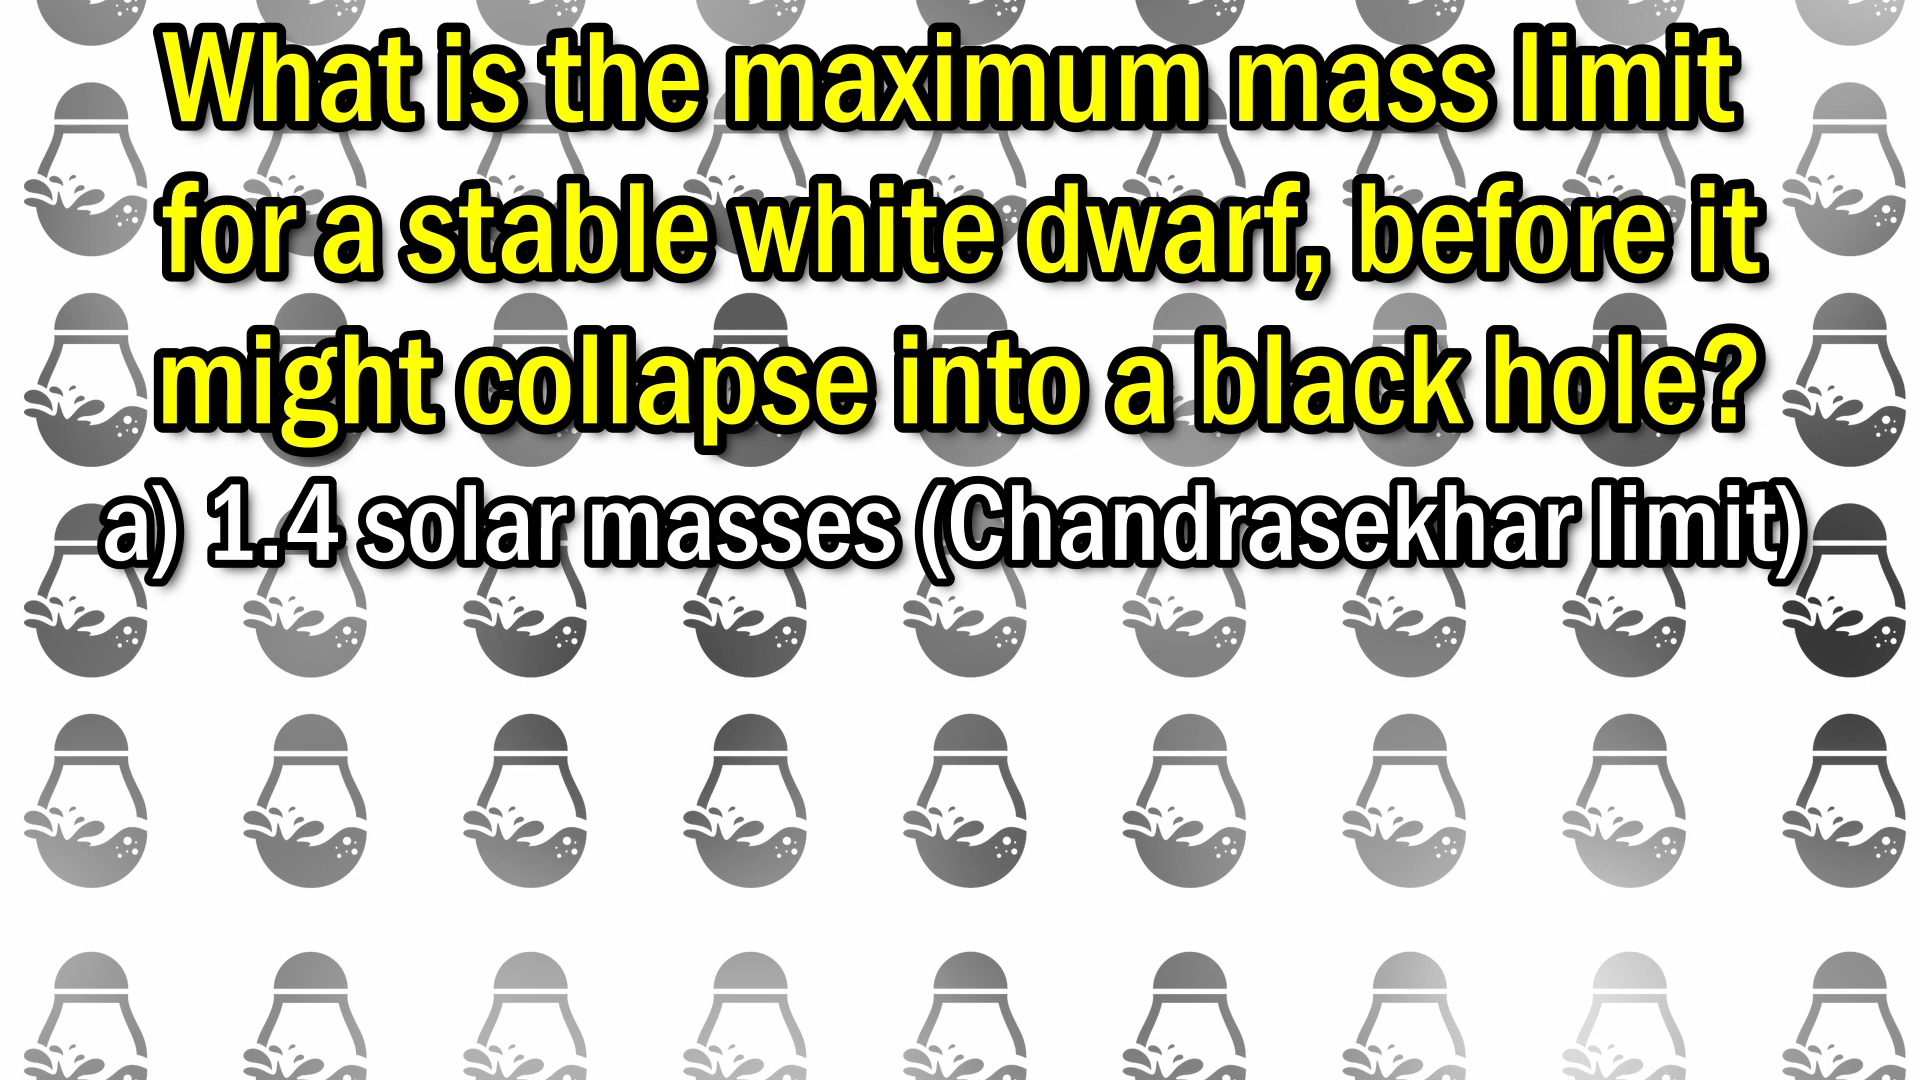 What is the maximum mass limit
for a stable white dwarf, before it
might collapse into a black hole?
a) 1.4 solar masses (Chandrasekhar limit)